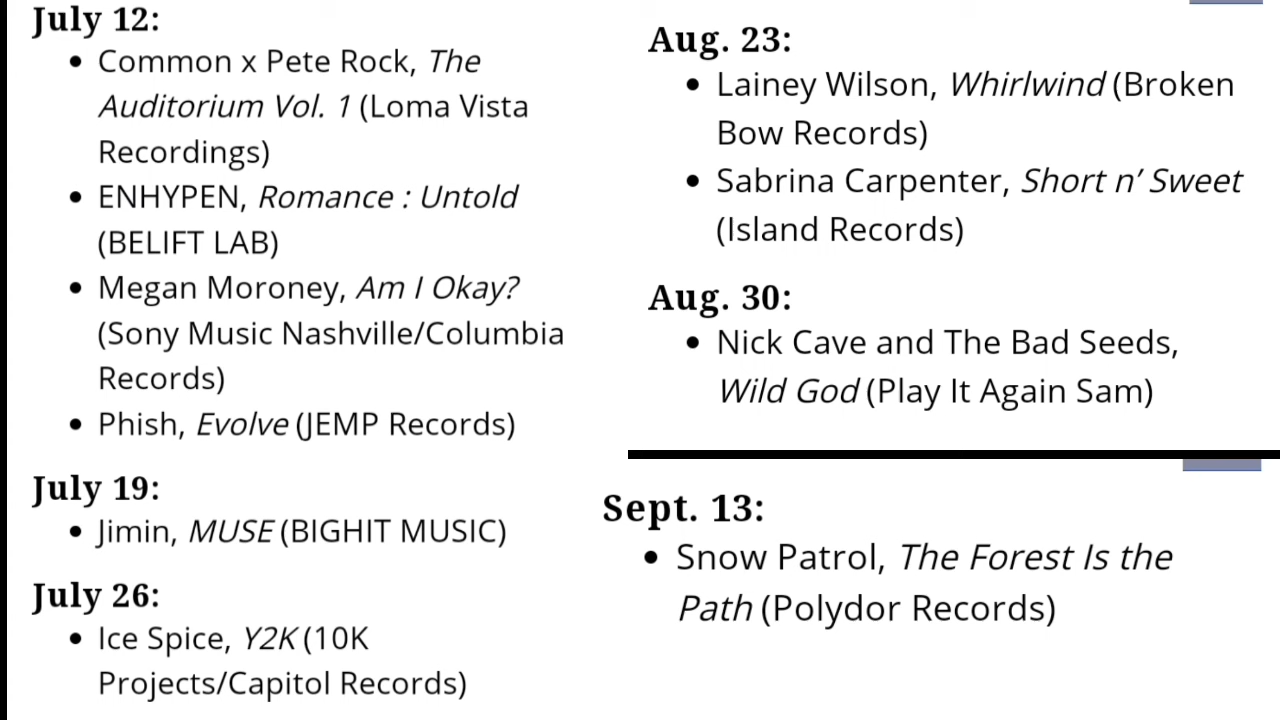 July 12:
• Common x Pete Rock, The
Auditorium Vol. 1 (Loma Vista
Recordings)
• ENHYPEN, Romance : Untold
(BELIFT LAB)
• Megan Moroney, Am I Okay?
(Sony Music Nashville/Columbia
Records)
• Phish, Evolve (JEMP Records)
July 19:
• Jimin, MUSE (BIGHIT MUSIC)
July 26:
• Ice Spice, Y2K (10K
Projects/Capitol Records)
Aug. 23:
• Lainey Wilson, Whirlwind (Broken
Bow Records)
• Sabrina Carpenter, Short n’ Sweet
(Island Records)
Aug. 30:
• Nick Cave and The Bad Seeds,
Wild God (Play It Again Sam)
Sept. 13:
• Snow Patrol, The Forest Is the
Path (Polydor Records)